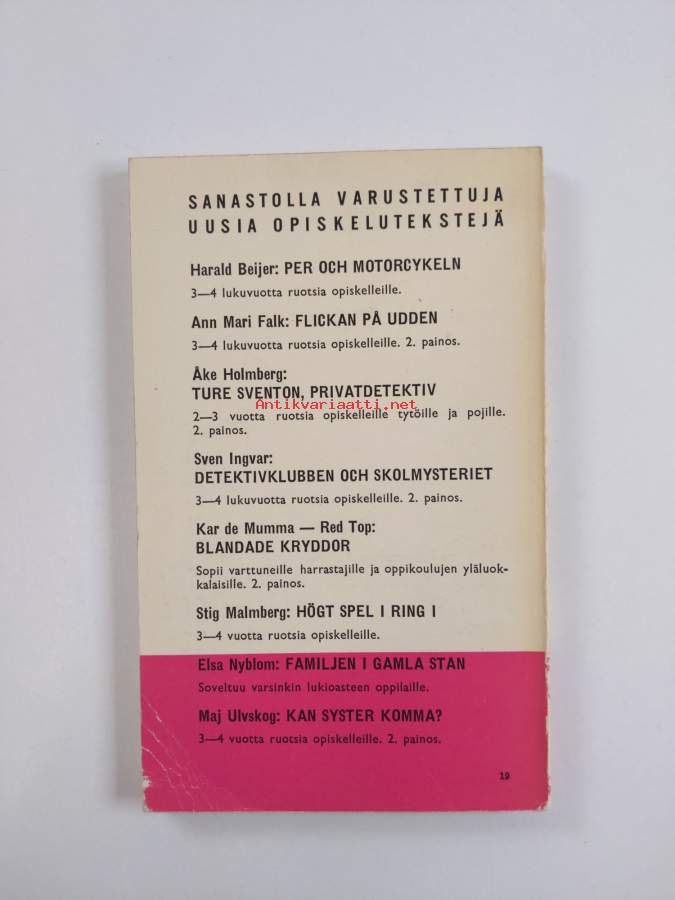 SANASTOLLA VARUSTETTUJA
UUSIA OPISKELUTEKSTEJÄ
Harald Beijer: PER OCH MOTORCYKELN
3—4 lukuvuotta ruotsia opiskelleille.
Ann Mari Falk: FLICKAN PÅ UDDEN
3—4 lukuvuotta ruotsia opiskelleille. 2. painos.
Åke Holmberg:
TURE SVENTON, PRIVATDETEKTIV
Antikvariaatti.net
2—3 vuotta ruotsia opiskelleille tytöille ja pojille.
2. painos.
Sven Ingvar:
DETEKTIVKLUBBEN OCH SKOLMYSTERIET
3—4 lukuvuotta ruotsia opiskelleille. 2. painos.
Kar de Mumma — Red Top:
BLANDADE KRYDDOR
Sopii varttuneille harrastajille ja oppikoulujen yläluok-
kalaisille. 2. painos.
Stig Malmberg: HÖGT SPEL I RING I
3—4 vuotta ruotsia opiskelleille.
Elsa Nyblom: FAMILJEN I GAMLA STAN
Soveltuu varsinkin lukioasteen oppilaille.
Maj Ulvskog: KAN SYSTER KOMMA?
3—4 vuotta ruotsia opiskelleille. 2. painos.
19